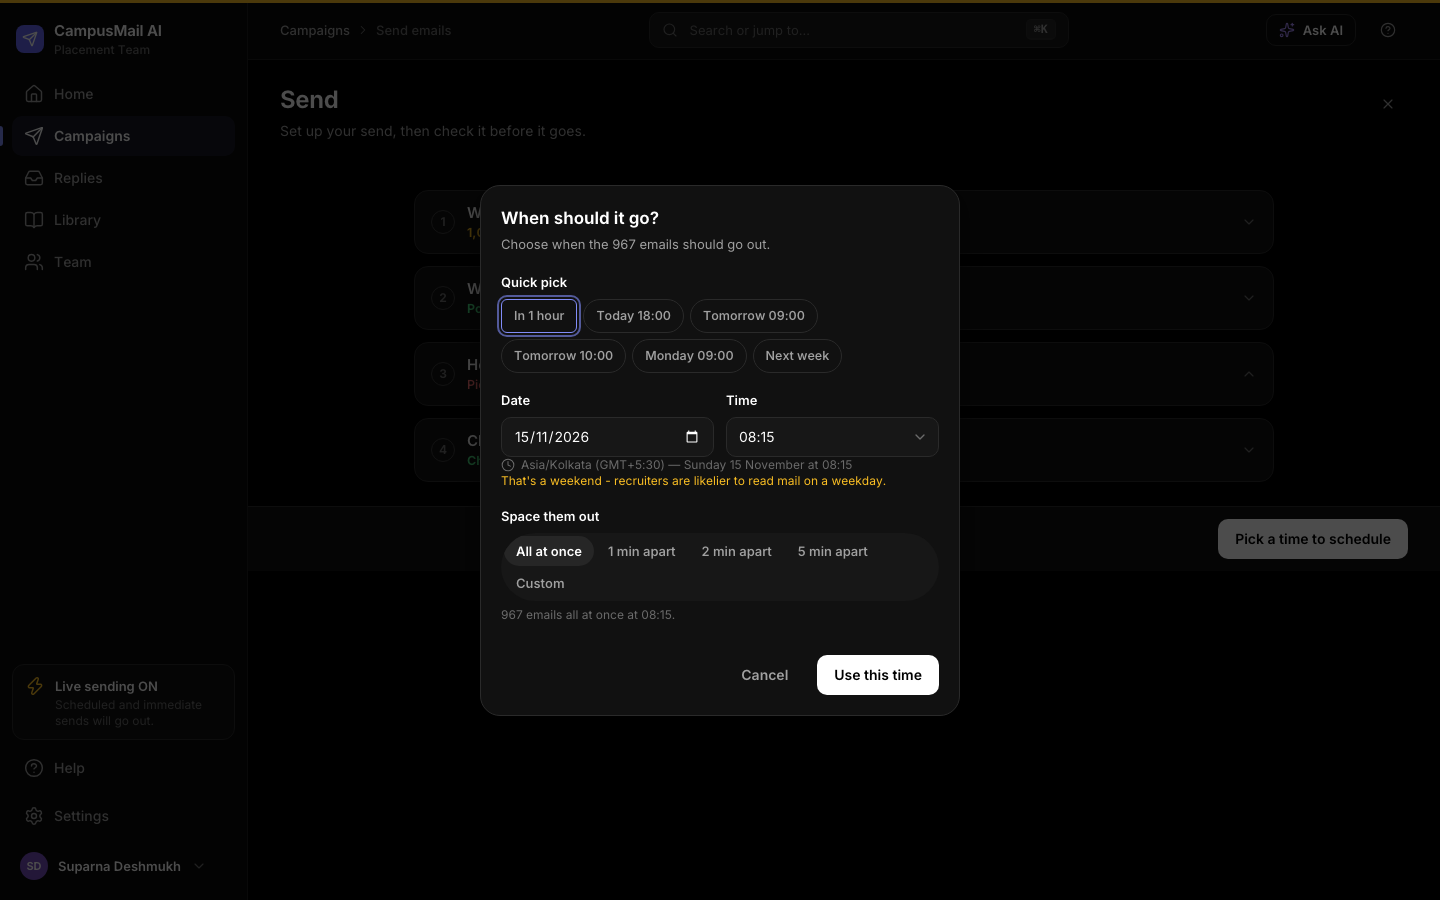 CampusMail AI
Placement Team
Home
Campaigns
Replies
Library
Team
Live sending ON
Scheduled and immediate
sends will go out.
Help
Settings
SD
Suparna Deshmukh
Campaigns
Send emails
Search or jump to...
⌘K
Ask AI
Send
Set up your send, then check it before it goes.
1
2
3
4
Pick a time to schedule
When should it go?
Choose when the 967 emails should go out.
Quick pick
In 1 hour
Today 18:00
Tomorrow 09:00
Tomorrow 10:00
Monday 09:00
Next week
Date
Time
15/11/2026
08:15
Asia/Kolkata (GMT+5:30) — Sunday 15 November at 08:15
That's a weekend - recruiters are likelier to read mail on a weekday.
Space them out
All at once
1 min apart
2 min apart
5 min apart
Custom
967 emails all at once at 08:15.
Cancel
Use this time